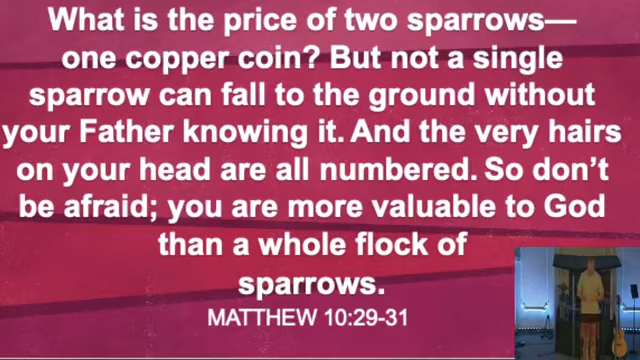 What is the price of two sparrows—
one copper coin? But not a single
sparrow can fall to the ground without
your Father knowing it. And the very hairs
on your head are all numbered. So don’t
be afraid; you are more valuable to God
than a whole flock of
sparrows.
MATTHEW 10:29-31